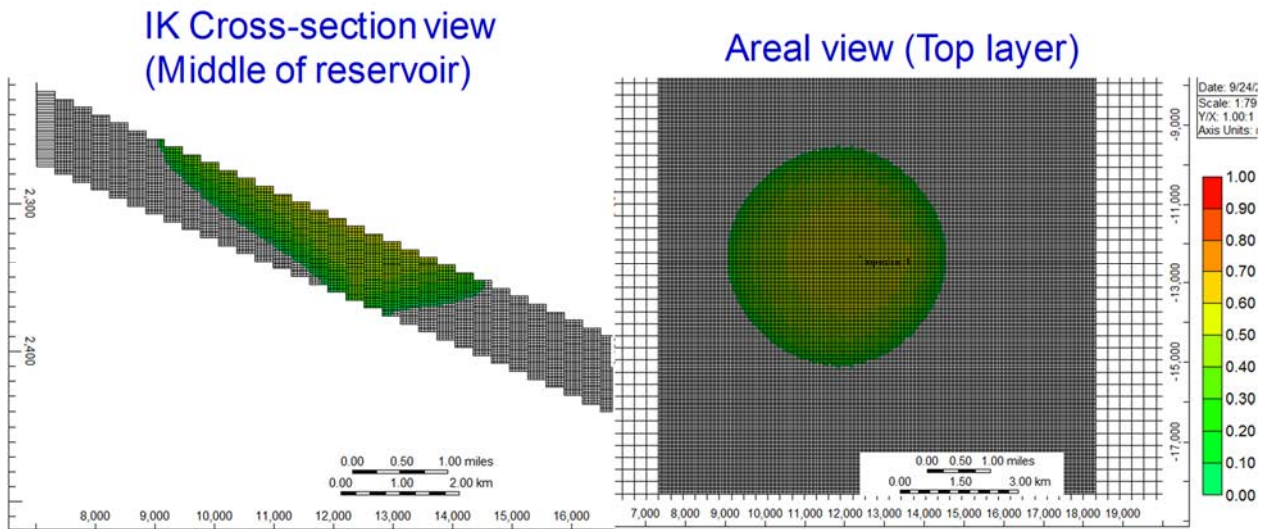 IK Cross-section view
(Middle of reservoir)
Areal view (Top layer)
Date: 9/24/2
Scale: 1:79
Y/X: 1.00:1
Axis Units:
2,300
2,400
0.00 0.50 1.00 miles
0.00 1.00 2.00 km
8,000 9,000 10,000 11,000 12,000 13,000 14,000 15,000 16,000
-9,000
-11,000
-13,000
-15,000
-17,000
0.00 0.50 1.00 miles
0.00 1.50 3.00 km
7,000 8,000 9,000 10,000 11,000 12,000 13,000 14,000 15,000 16,000 17,000 18,000 19,000
1.00
0.90
0.80
0.70
0.60
0.50
0.40
0.30
0.20
0.10
0.00